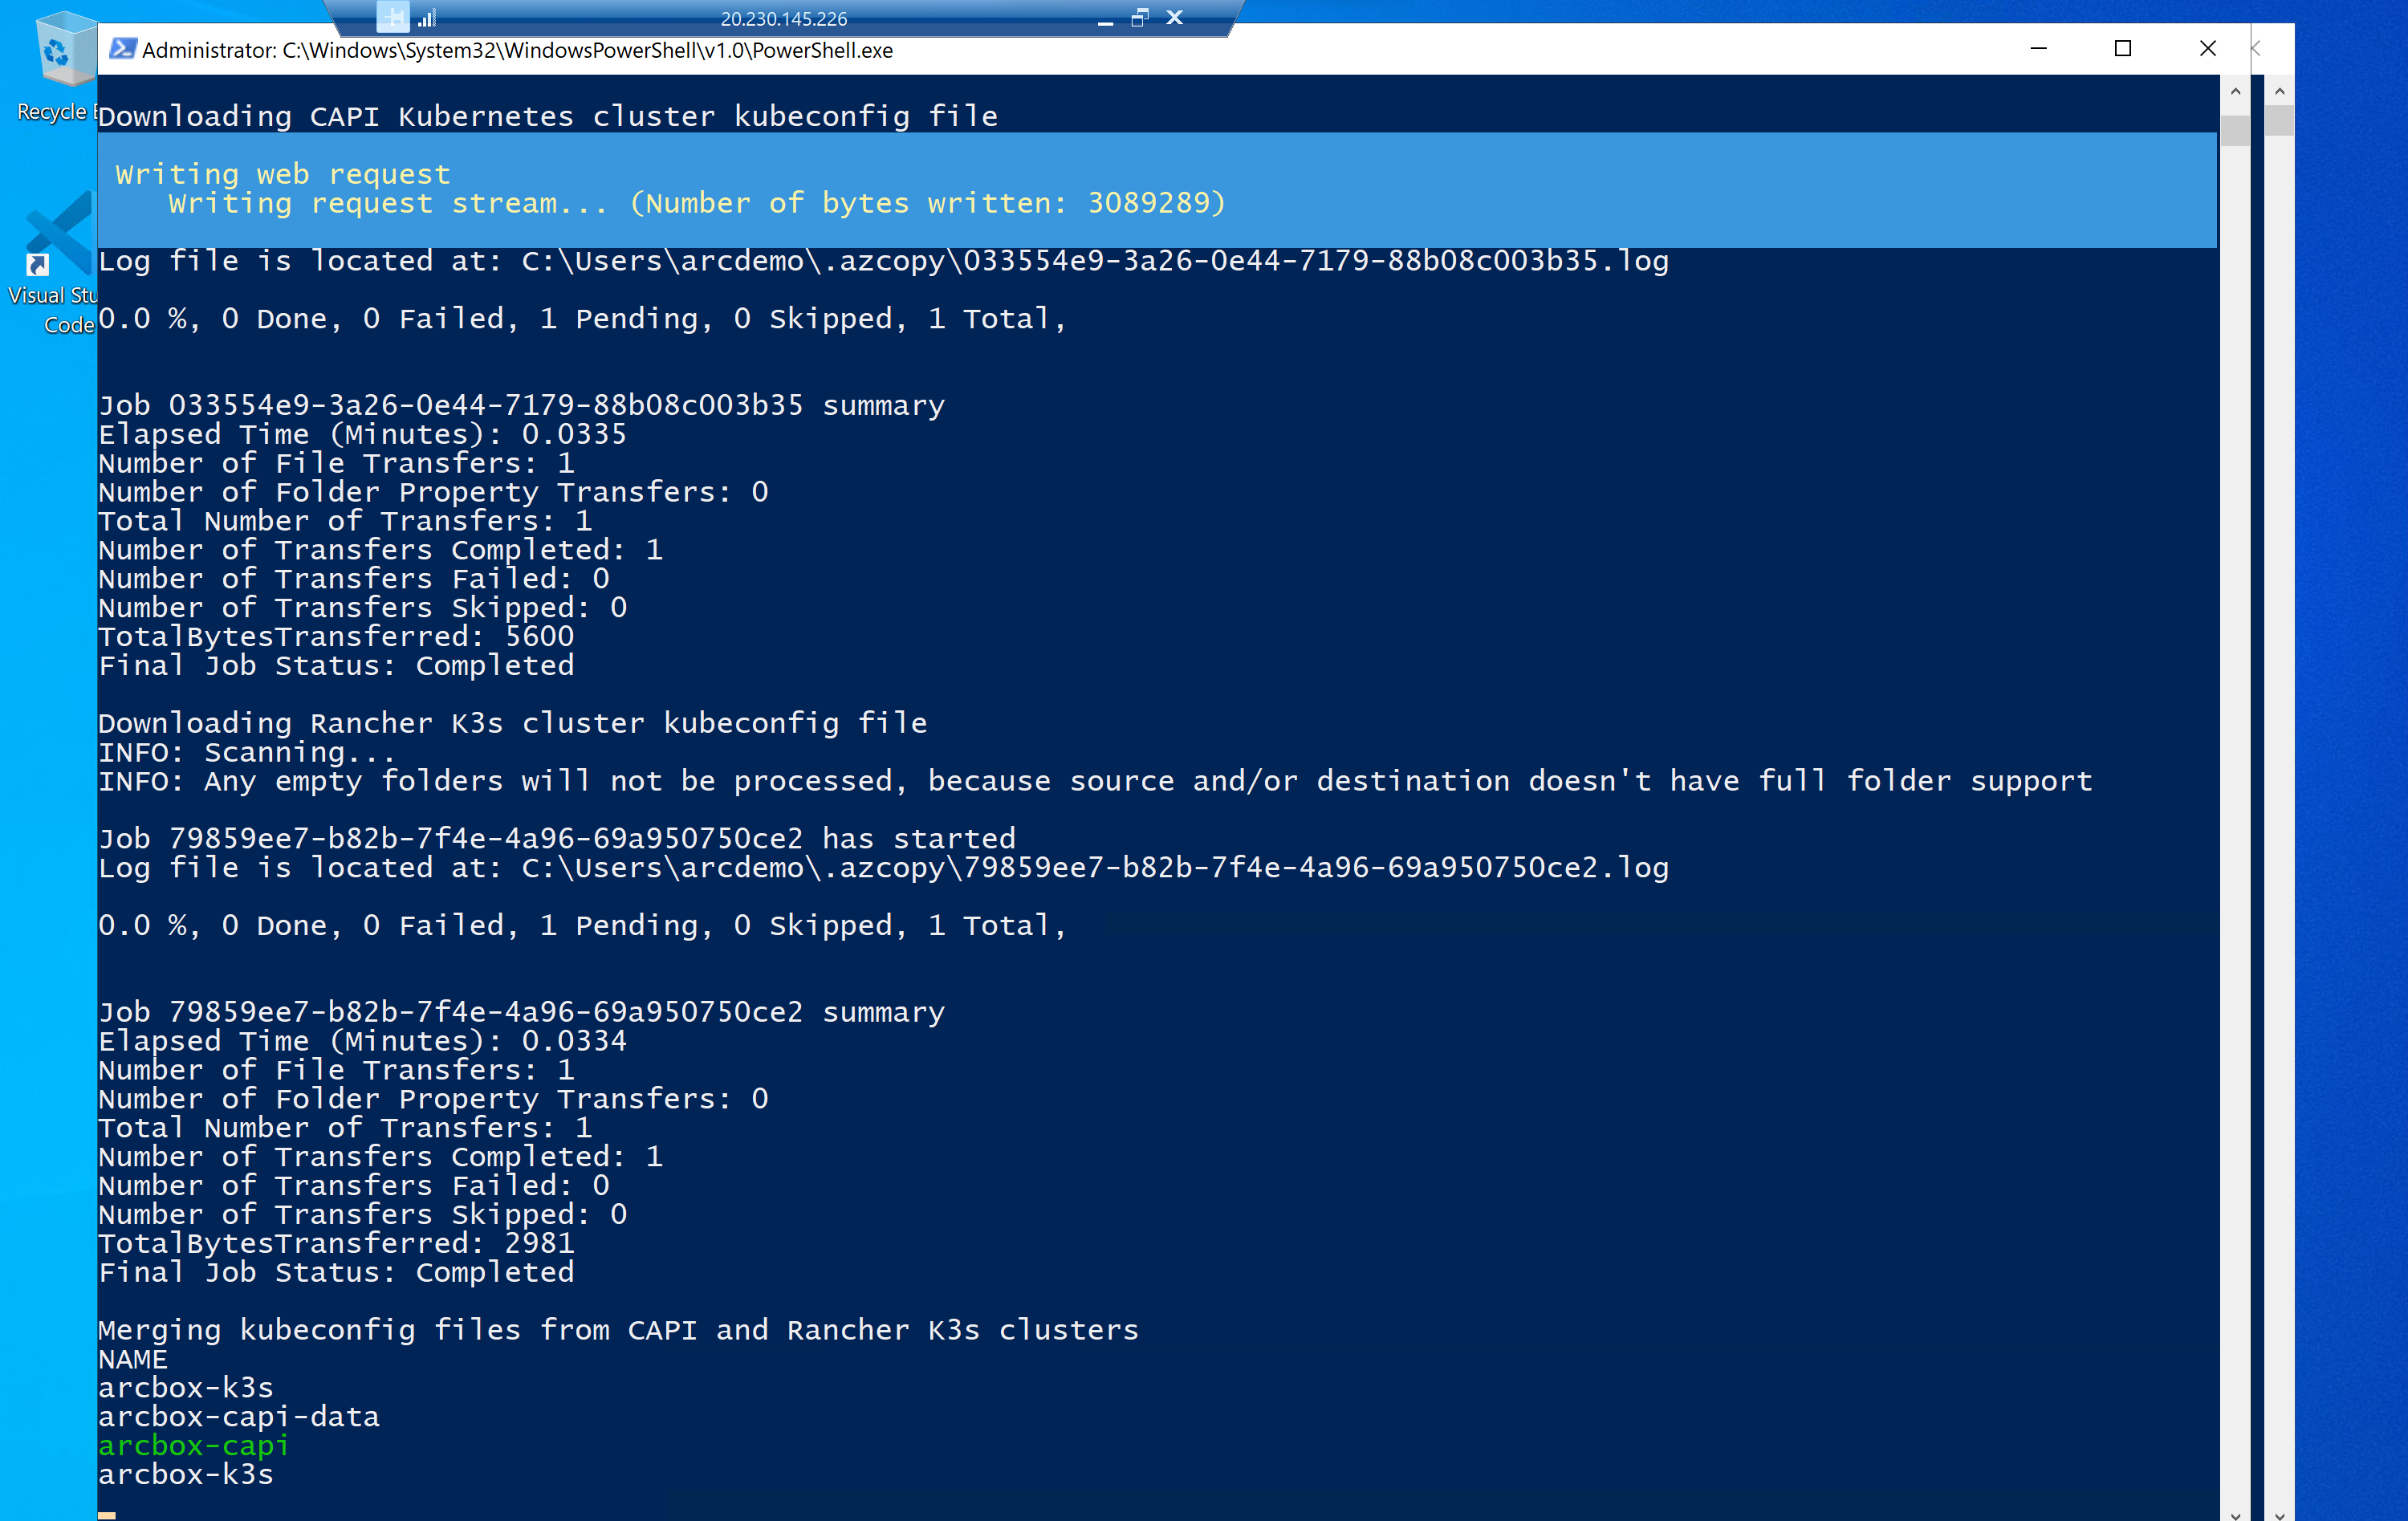 20.230.145.226
Administrator: C:\Windows\System32\WindowsPowerShell\v1.0\PowerShell.exe
Recycle
Visual Stu
Code
Downloading CAPI Kubernetes cluster kubeconfig file
Writing web request
Writing request stream... (Number of bytes written: 3089289)
Log file is located at: C:\Users\arcdemo\.azcopy\033554e9-3a26-0e44-7179-88b08c003b35.log
0.0 %, 0 Done, 0 Failed, 1 Pending, 0 Skipped, 1 Total,
Job 033554e9-3a26-0e44-7179-88b08c003b35 summary
Elapsed Time (Minutes): 0.0335
Number of File Transfers: 1
Number of Folder Property Transfers: 0
Total Number of Transfers: 1
Number of Transfers Completed: 1
Number of Transfers Failed: 0
Number of Transfers Skipped: 0
TotalBytesTransferred: 5600
Final Job Status: Completed
Downloading Rancher K3s cluster kubeconfig file
INFO: Scanning...
INFO: Any empty folders will not be processed, because source and/or destination doesn't have full folder support
Job 79859ee7-b82b-7f4e-4a96-69a950750ce2 has started
Log file is located at: C:\Users\arcdemo\.azcopy\79859ee7-b82b-7f4e-4a96-69a950750ce2.log
0.0 %, 0 Done, 0 Failed, 1 Pending, 0 Skipped, 1 Total,
Job 79859ee7-b82b-7f4e-4a96-69a950750ce2 summary
Elapsed Time (Minutes): 0.0334
Number of File Transfers: 1
Number of Folder Property Transfers: 0
Total Number of Transfers: 1
Number of Transfers Completed: 1
Number of Transfers Failed: 0
Number of Transfers Skipped: 0
TotalBytesTransferred: 2981
Final Job Status: Completed
Merging kubeconfig files from CAPI and Rancher K3s clusters
NAME
arcbox-k3s
arcbox-capi-data
arcbox-capi
arcbox-k3s